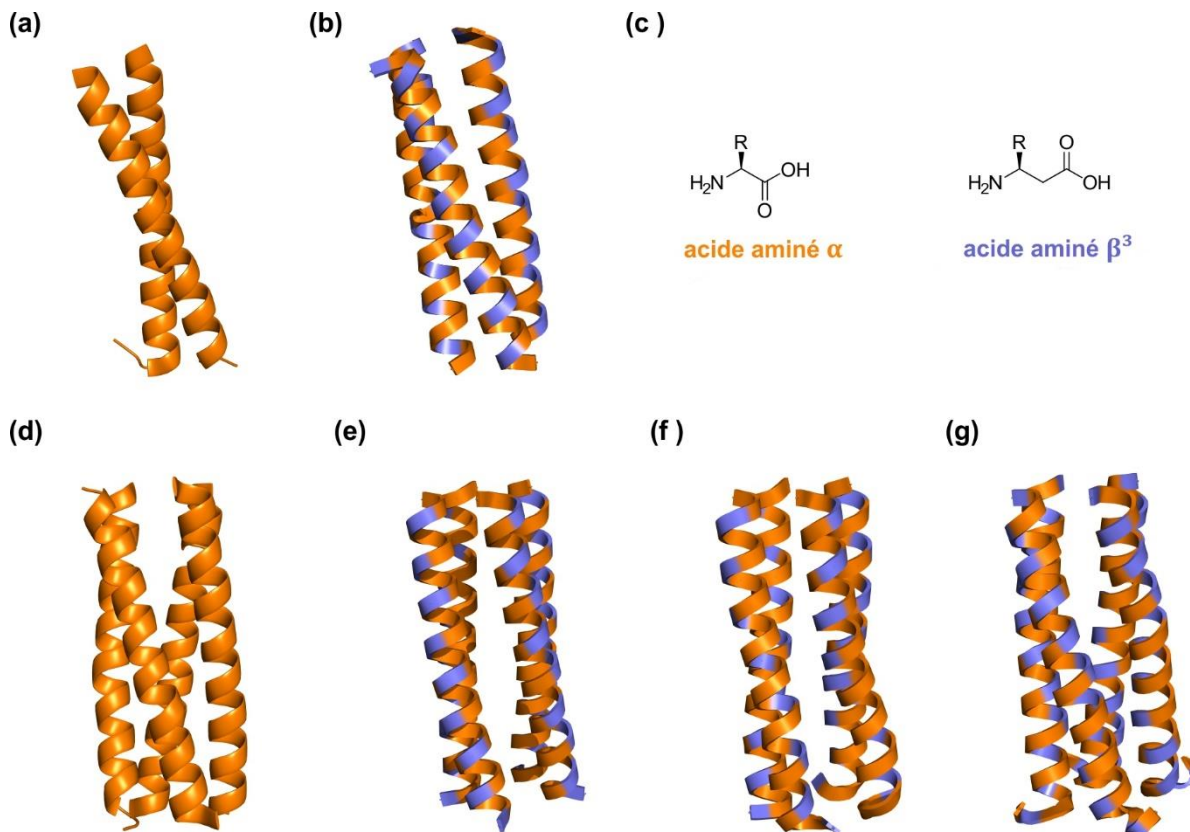 (a)
(b)
(c )
R
H₂N
OH
O
acide aminé α
R
O
H₂N
OH
acide aminé β³
(d)
(e)
(f )
(g)